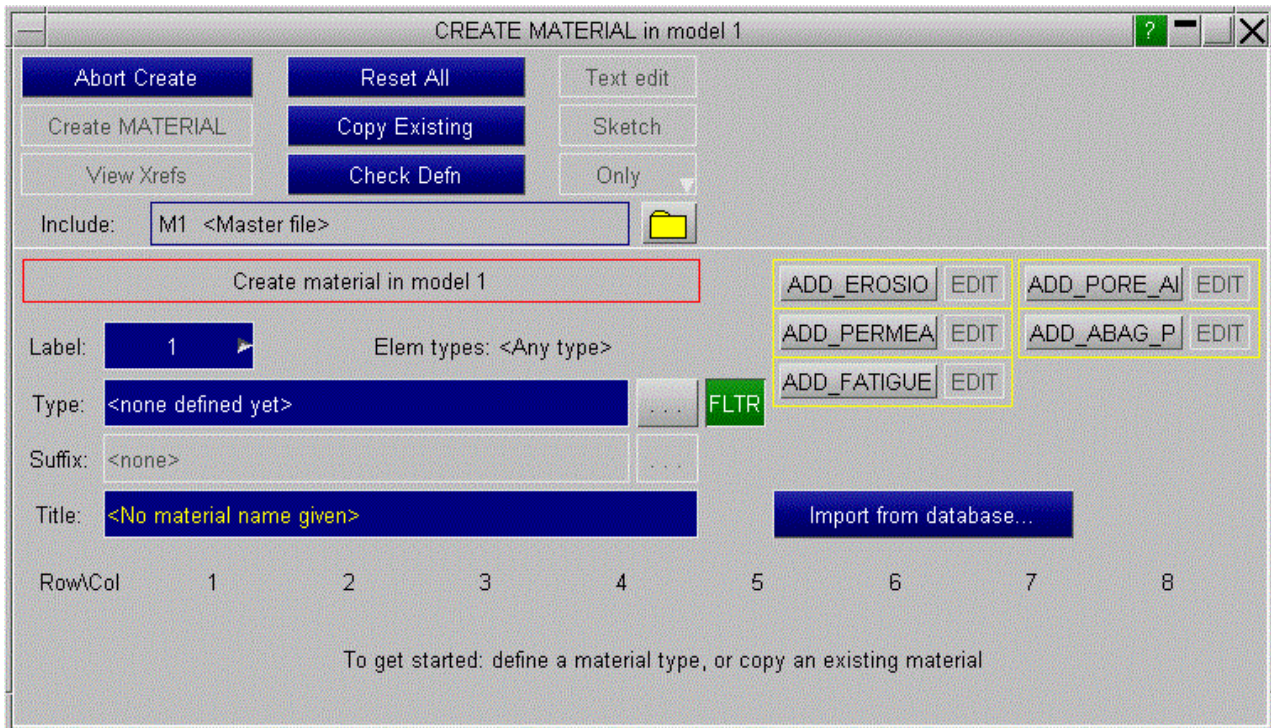 CREATE MATERIAL in model 1 ?
Abort Create Reset All Text edit
Create MATERIAL Copy Existing Sketch
View Xrefs Check Defn Only
Include: M1 <Master file>
Create material in model 1 ADD_EROSIO EDIT ADD_PORE_AI EDIT
Label: 1 Elem types: <Any type> ADD_PERMEA EDIT ADD_ABAG_P EDIT
ADD_FATIGUE EDIT
Type: <none defined yet> . . . FLTR
Suffix: <none> . . .
Title: <No material name given> Import from database...
Row\Col 1 2 3 4 5 6 7 8
To get started: define a material type, or copy an existing material